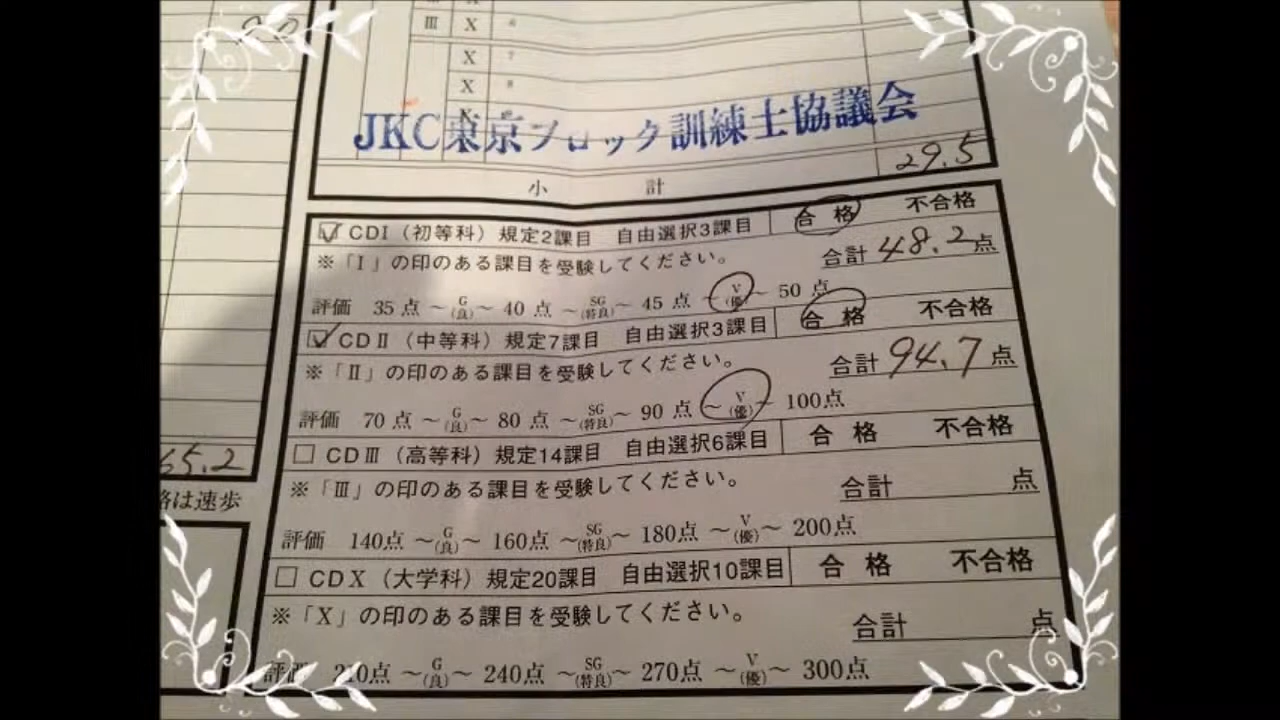 Ⅲ X 6
X 7
X 8
X
JKC東京ブロック訓練士協議会
小計 29.5
☑ CDⅠ（初等科）規定2課目 自由選択3課目 合格 不合格
※「Ⅰ」の印のある課目を受験してください。 合計 48.2 点
評価 35点 〜 G(良) 〜 40点 〜 SG(特良) 〜 45点 〜 V(優) 〜 50点
☑ CDⅡ（中等科）規定7課目 自由選択3課目 合格 不合格
※「Ⅱ」の印のある課目を受験してください。 合計 94.7 点
評価 70点 〜 G(良) 〜 80点 〜 SG(特良) 〜 90点 〜 V(優) 〜 100点
☐ CDⅢ（高等科）規定14課目 自由選択6課目 合格 不合格
※「Ⅲ」の印のある課目を受験してください。 合計 点
評価 140点 〜 G(良) 〜 160点 〜 SG(特良) 〜 180点 〜 V(優) 〜 200点
☐ CDX（大学科）規定20課目 自由選択10課目 合格 不合格
※「X」の印のある課目を受験してください。 合計 点
評価 210点 〜 G(良) 〜 240点 〜 SG(特良) 〜 270点 〜 V(優) 〜 300点
65.2
格は速歩